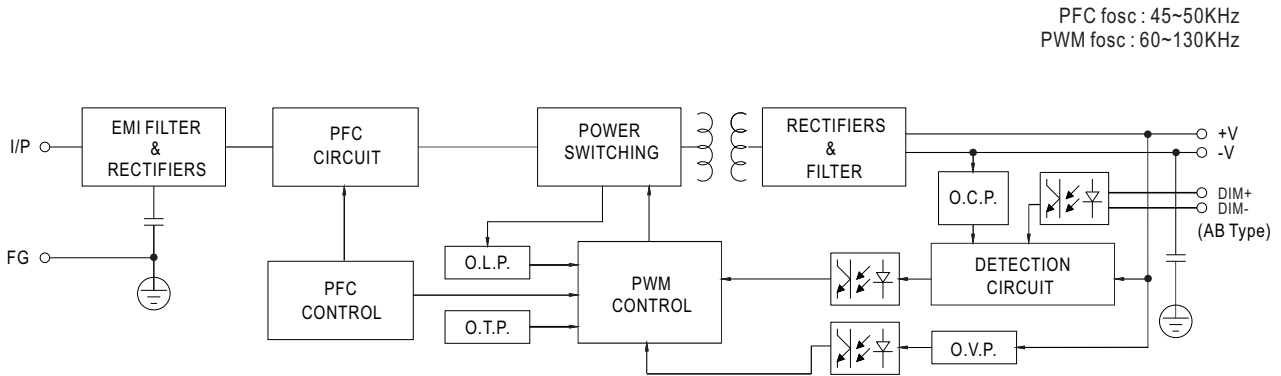 PFC fosc : 45~50KHz
PWM fosc : 60~130KHz
I/P
EMI FILTER
&
RECTIFIERS
PFC
CIRCUIT
POWER
SWITCHING
RECTIFIERS
&
FILTER
+V
-V
O.C.P.
DIM+
DIM-
(AB Type)
FG
O.L.P.
PFC
CONTROL
PWM
CONTROL
DETECTION
CIRCUIT
O.T.P.
O.V.P.